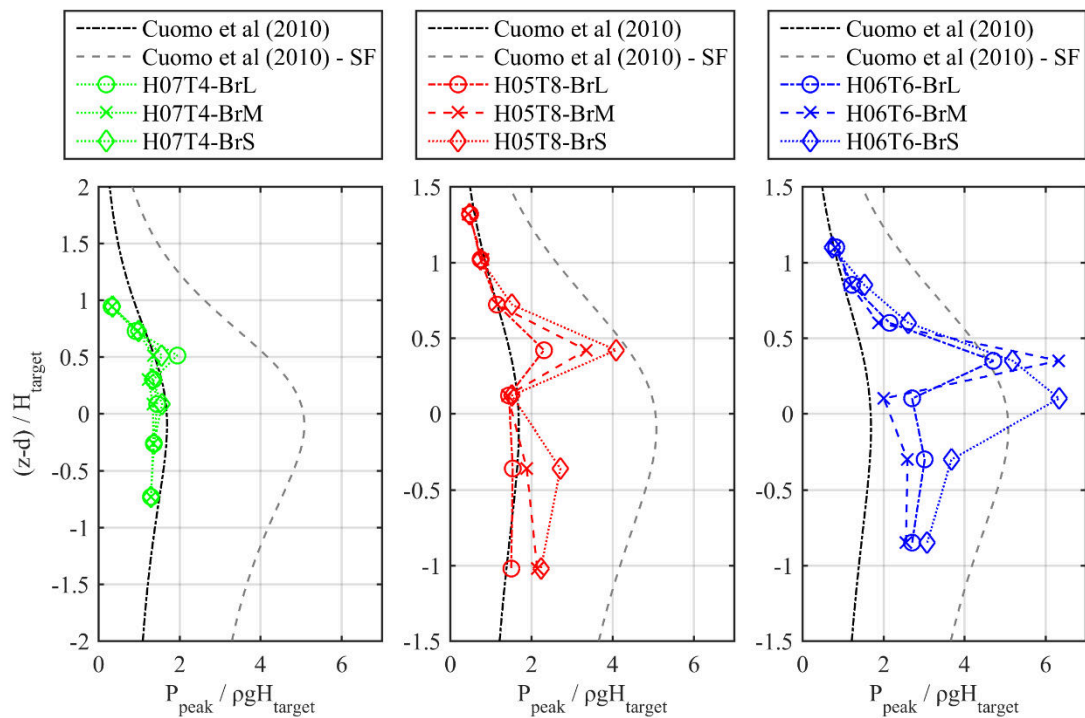 Cuomo et al (2010)
Cuomo et al (2010) - SF
H07T4-BrL
H07T4-BrM
H07T4-BrS
Cuomo et al (2010)
Cuomo et al (2010) - SF
H05T8-BrL
H05T8-BrM
H05T8-BrS
Cuomo et al (2010)
Cuomo et al (2010) - SF
H06T6-BrL
H06T6-BrM
H06T6-BrS
(z-d) / H_target
2
1.5
1
0.5
0
-0.5
-1
-1.5
-2
0 2 4 6
P_peak / ρgH_target
1.5
1
0.5
0
-0.5
-1
-1.5
0 2 4 6
P_peak / ρgH_target
1.5
1
0.5
0
-0.5
-1
-1.5
0 2 4 6
P_peak / ρgH_target